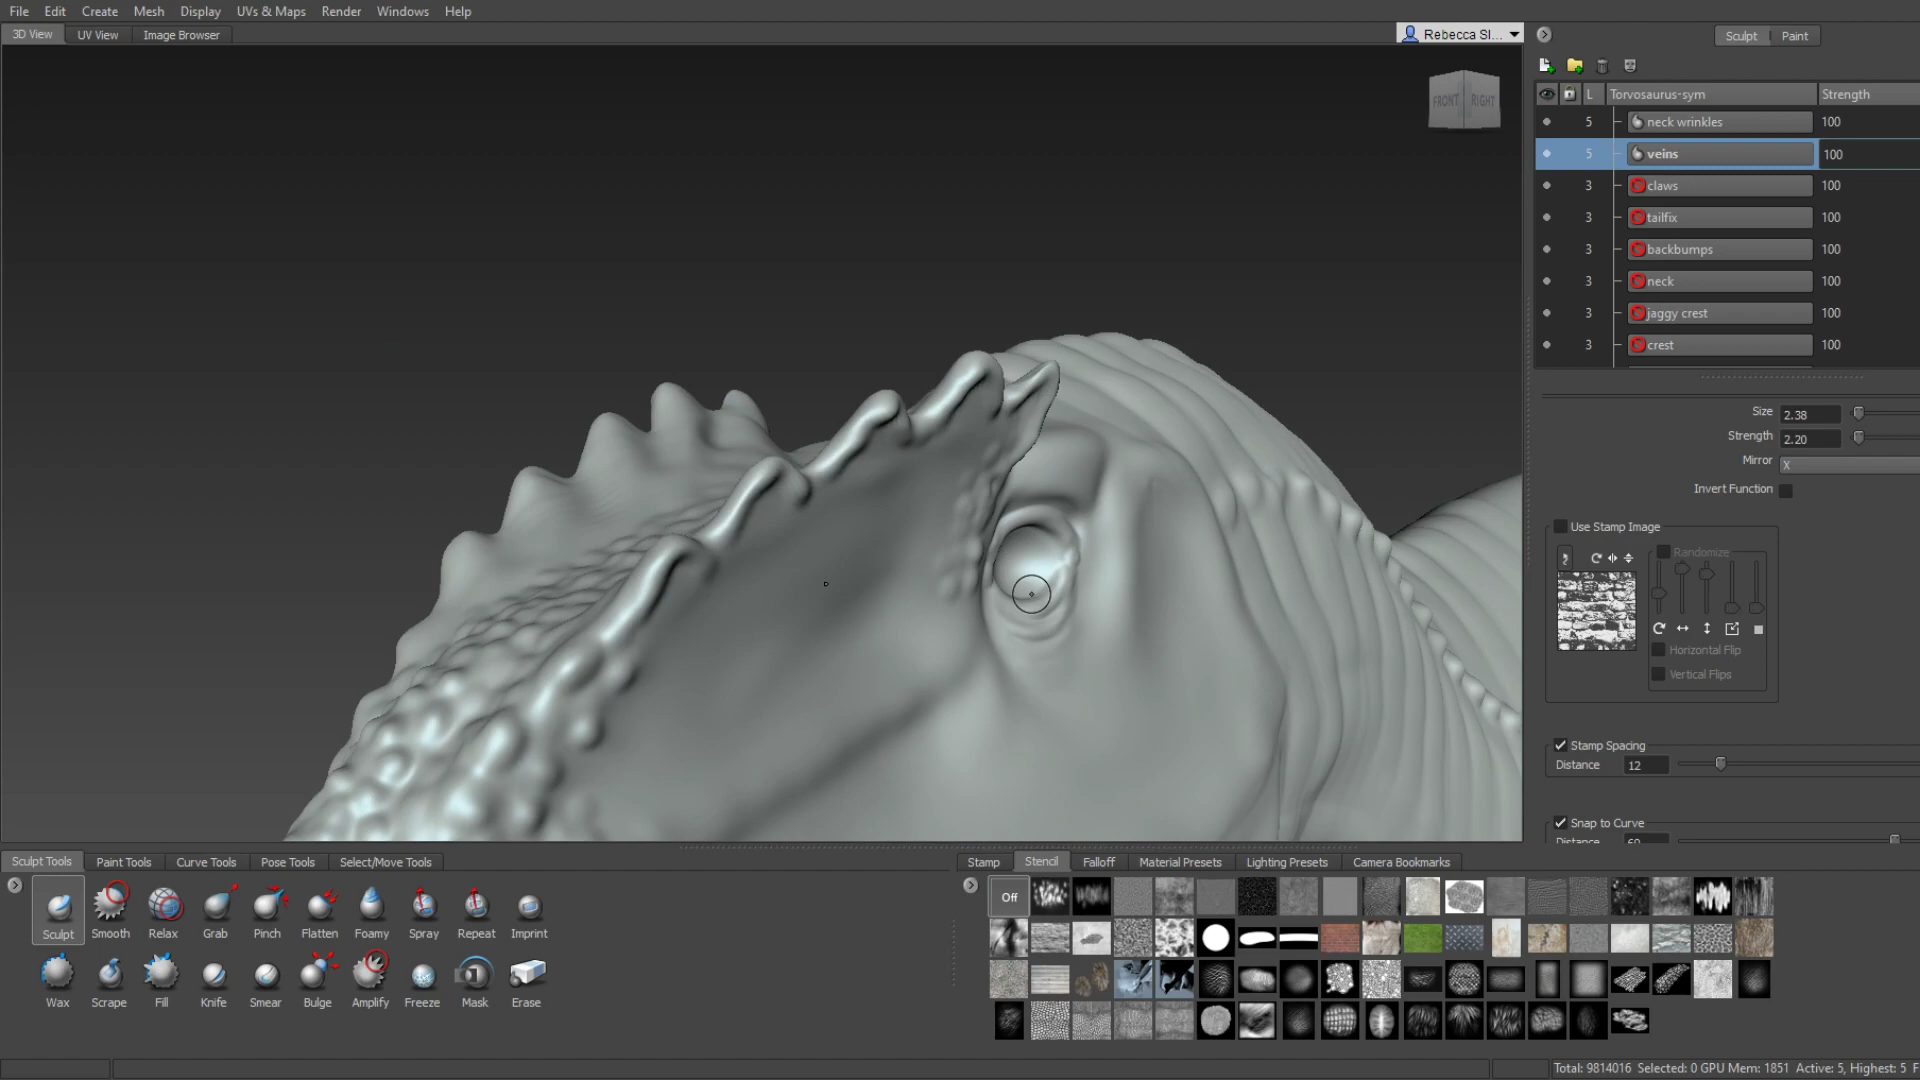 File Edit Create Mesh Display UVs & Maps Render Windows Help
3D View UV View Image Browser
Rebecca Sl...
Sculpt Paint
FRONT RIGHT
L Torvosaurus-sym Strength
5 neck wrinkles 100
5 veins 100
3 claws 100
3 tailfix 100
3 backbumps 100
3 neck 100
3 jaggy crest 100
3 crest 100
Size 2.38
Strength 2.20
Mirror X
Invert Function
Use Stamp Image
Randomize
Horizontal Flip
Vertical Flips
Stamp Spacing
Distance 12
Snap to Curve
Distance 60
Sculpt Tools Paint Tools Curve Tools Pose Tools Select/Move Tools
Stamp Stencil Falloff Material Presets Lighting Presets Camera Bookmarks
Off
Sculpt Smooth Relax Grab Pinch Flatten Foamy Spray Repeat Imprint
Wax Scrape Fill Knife Smear Bulge Amplify Freeze Mask Erase
Total: 9814016 Selected: 0 GPU Mem: 1851 Active: 5, Highest: 5 F